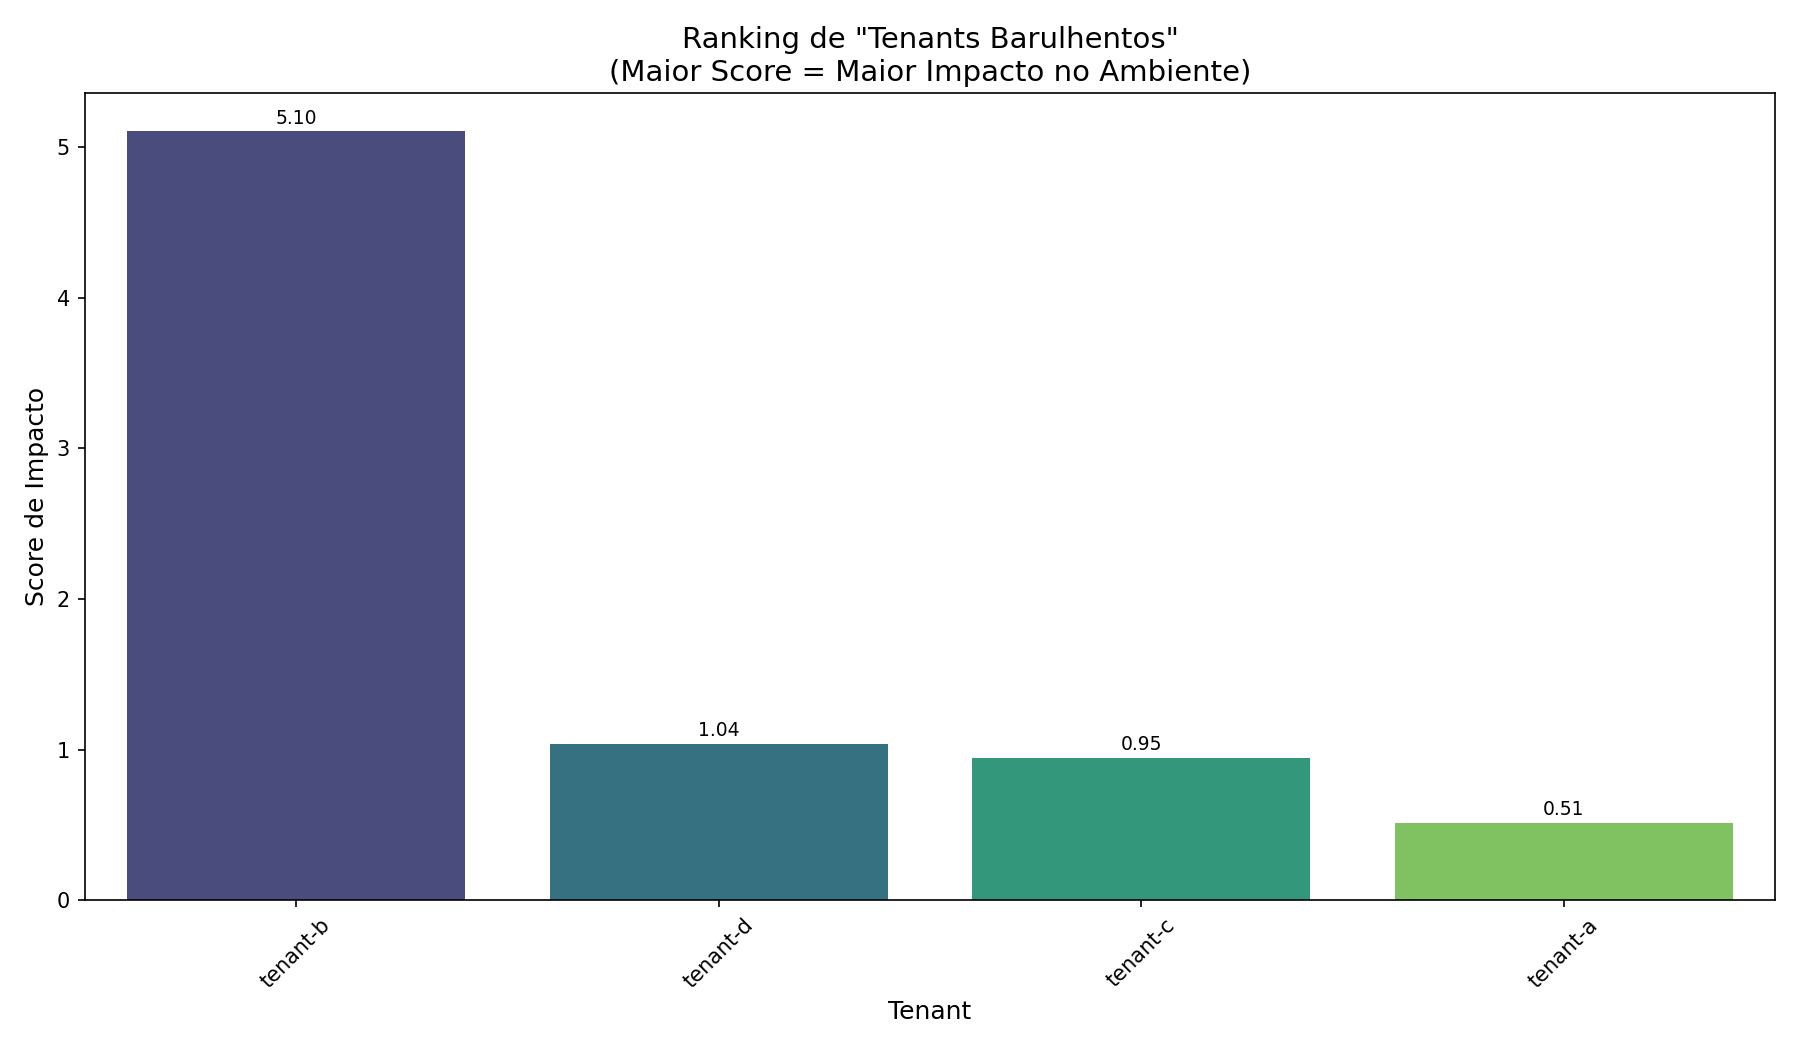 Ranking de "Tenants Barulhentos"
(Maior Score = Maior Impacto no Ambiente)
Score de Impacto
5
4
3
2
1
0
5.10
1.04
0.95
0.51
tenant-b
tenant-d
tenant-c
tenant-a
Tenant